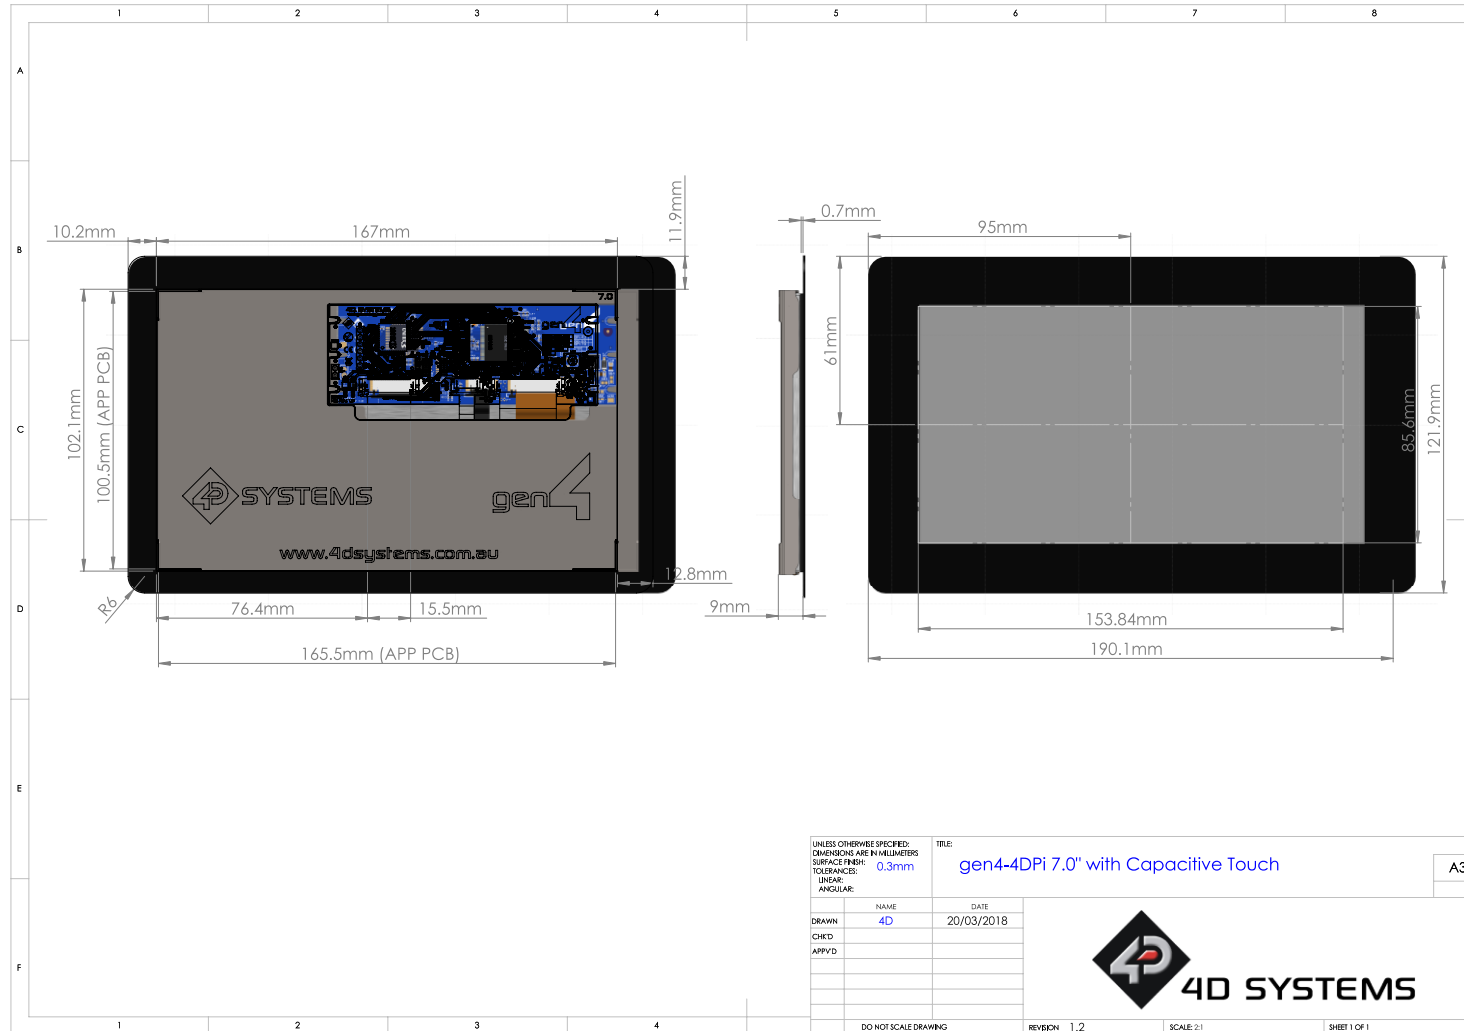 1 2 3 4 5 6 7 8
A
B
C
D
E
F
10.2mm
167mm
11.9mm
0.7mm
95mm
7.0
61mm
102.1mm
100.5mm (APP PCB)
85.6mm
121.9mm
4D SYSTEMS
gen4
www.4dsystems.com.au
12.8mm
R6
76.4mm
15.5mm
9mm
153.84mm
165.5mm (APP PCB)
190.1mm
UNLESS OTHERWISE SPECIFIED:
DIMENSIONS ARE IN MILLIMETERS
SURFACE FINISH:
TOLERANCES:
LINEAR:
ANGULAR:
0.3mm
TITLE:
gen4-4DPi 7.0" with Capacitive Touch
A3
NAME DATE
DRAWN 4D 20/03/2018
CHK'D
APPV'D
4D SYSTEMS
DO NOT SCALE DRAWING
REVISION 1.2
SCALE: 2:1
SHEET 1 OF 1
1 2 3 4